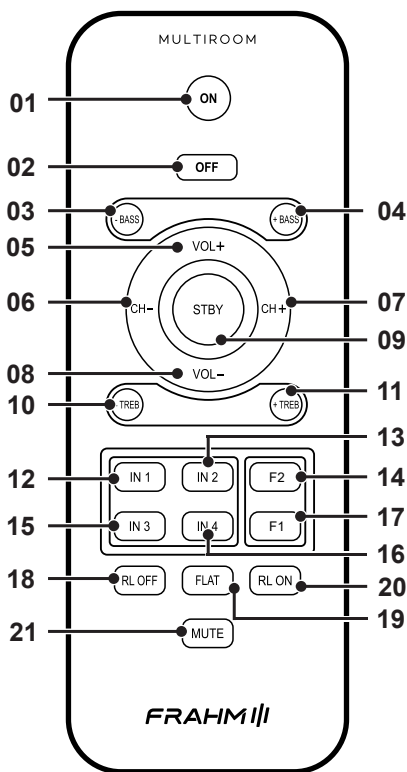 MULTIROOM
01 ON
02 OFF
03 - BASS + BASS 04
05 VOL+
06 CH- STBY CH+ 07
09
08 VOL-
10 - TREB + TREB 11
13
12 IN 1 IN 2 F2 14
15 IN 3 IN 4 F1 17
16
18 RL OFF FLAT RL ON 20
19
21 MUTE
FRAHM